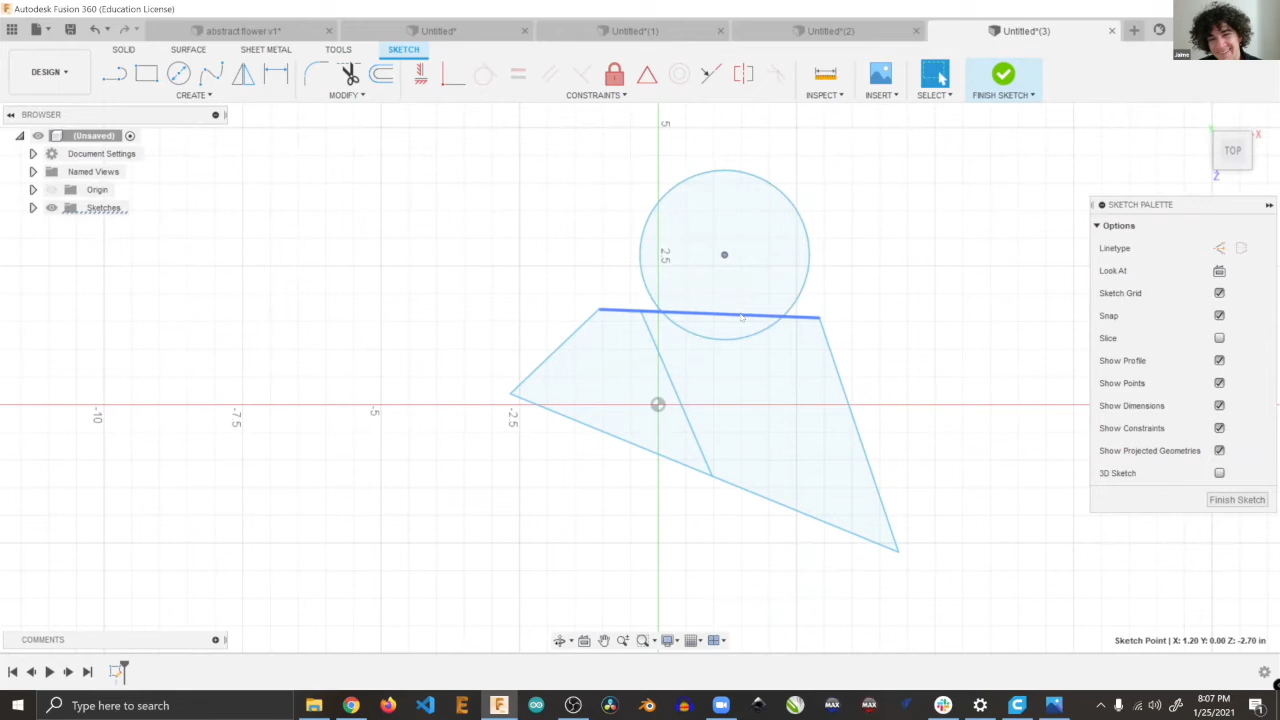 Autodesk Fusion 360 (Education License)
abstract flower v1*
Untitled*
Untitled*(1)
Untitled*(2)
Untitled*(3)
Jaime
DESIGN
SOLID
SURFACE
SHEET METAL
TOOLS
SKETCH
CREATE
MODIFY
CONSTRAINTS
INSPECT
INSERT
SELECT
FINISH SKETCH
BROWSER
(Unsaved)
Document Settings
Named Views
Origin
Sketches
5
2.5
-10
-7.5
-5
-2.5
TOP
X
Z
SKETCH PALETTE
Options
Linetype
Look At
Sketch Grid
Snap
Slice
Show Profile
Show Points
Show Dimensions
Show Constraints
Show Projected Geometries
3D Sketch
Finish Sketch
COMMENTS
Sketch Point | X: 1.20 Y: 0.00 Z: -2.70 in
Type here to search
MAX
MAX
8:07 PM
1/25/2021